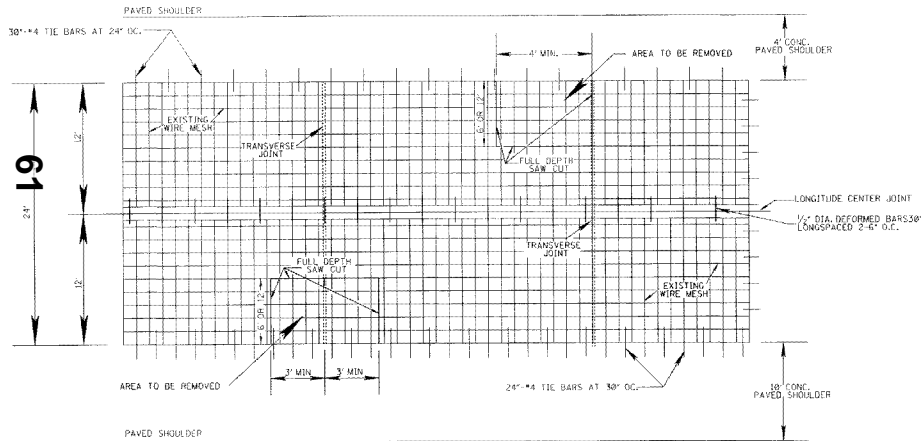 PAVED SHOULDER
30"-#4 TIE BARS AT 24" OC.
4' MIN.
AREA TO BE REMOVED
4' CONC.
PAVED SHOULDER
12'
EXISTING
WIRE MESH
TRANSVERSE
JOINT
6' OR 12'
FULL DEPTH
SAW CUT
61
24'
LONGITUDE CENTER JOINT
1/2" DIA. DEFORMED BARS30"
LONGSPACED 2-6" O.C.
TRANSVERSE
JOINT
12'
FULL DEPTH
SAW CUT
6' OR 12'
EXISTING
WIRE MESH
3' MIN
3' MIN
AREA TO BE REMOVED
24"-#4 TIE BARS AT 30" OC.
10' CONC.
PAVED SHOULDER
PAVED SHOULDER